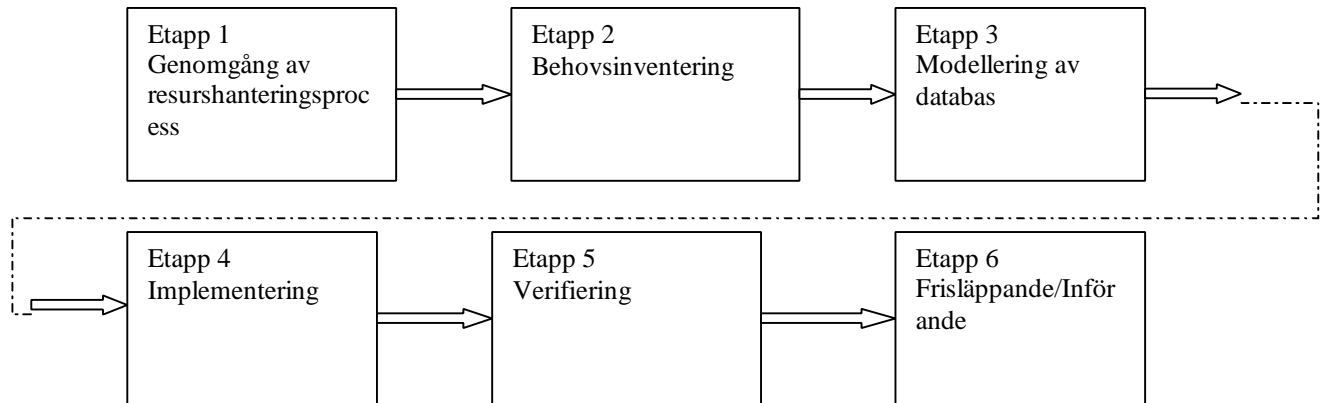 Etapp 1
Genomgång av
resurshanteringsproc
ess
Etapp 2
Behovsinventering
Etapp 3
Modellering av
databas
Etapp 4
Implementering
Etapp 5
Verifiering
Etapp 6
Frisläppande/Inför
ande